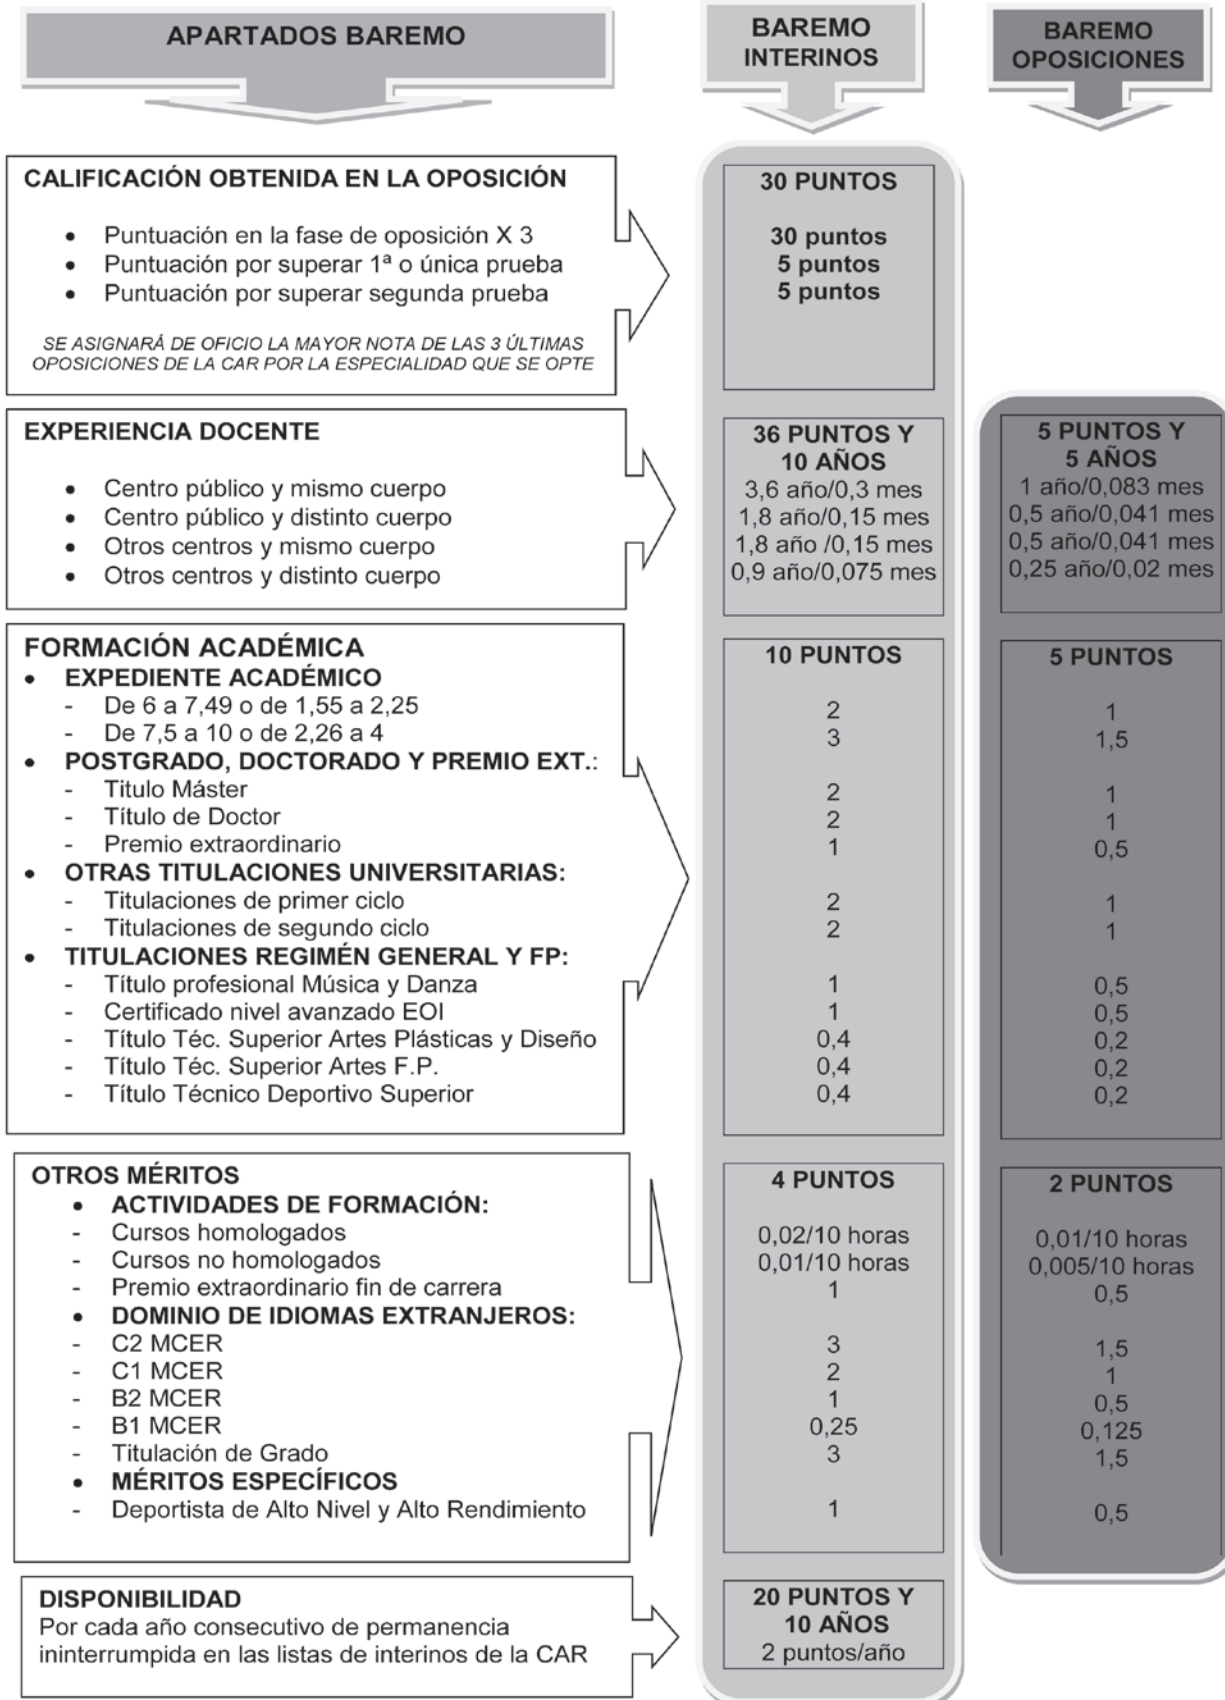 APARTADOS BAREMO
BAREMO
INTERINOS
BAREMO
OPOSICIONES
CALIFICACIÓN OBTENIDA EN LA OPOSICIÓN
• Puntuación en la fase de oposición X 3
• Puntuación por superar 1ª o única prueba
• Puntuación por superar segunda prueba
SE ASIGNARÁ DE OFICIO LA MAYOR NOTA DE LAS 3 ÚLTIMAS
OPOSICIONES DE LA CAR POR LA ESPECIALIDAD QUE SE OPTE
30 PUNTOS
30 puntos
5 puntos
5 puntos
EXPERIENCIA DOCENTE
• Centro público y mismo cuerpo
• Centro público y distinto cuerpo
• Otros centros y mismo cuerpo
• Otros centros y distinto cuerpo
36 PUNTOS Y
10 AÑOS
3,6 año/0,3 mes
1,8 año/0,15 mes
1,8 año /0,15 mes
0,9 año/0,075 mes
5 PUNTOS Y
5 AÑOS
1 año/0,083 mes
0,5 año/0,041 mes
0,5 año/0,041 mes
0,25 año/0,02 mes
FORMACIÓN ACADÉMICA
• EXPEDIENTE ACADÉMICO
- De 6 a 7,49 o de 1,55 a 2,25
- De 7,5 a 10 o de 2,26 a 4
• POSTGRADO, DOCTORADO Y PREMIO EXT.:
- Titulo Máster
- Título de Doctor
- Premio extraordinario
• OTRAS TITULACIONES UNIVERSITARIAS:
- Titulaciones de primer ciclo
- Titulaciones de segundo ciclo
• TITULACIONES REGIMÉN GENERAL Y FP:
- Título profesional Música y Danza
- Certificado nivel avanzado EOI
- Título Téc. Superior Artes Plásticas y Diseño
- Título Téc. Superior Artes F.P.
- Título Técnico Deportivo Superior
10 PUNTOS
2
3
2
2
1
2
2
1
1
0,4
0,4
0,4
5 PUNTOS
1
1,5
1
1
0,5
1
1
0,5
0,5
0,2
0,2
0,2
OTROS MÉRITOS
• ACTIVIDADES DE FORMACIÓN:
- Cursos homologados
- Cursos no homologados
- Premio extraordinario fin de carrera
• DOMINIO DE IDIOMAS EXTRANJEROS:
- C2 MCER
- C1 MCER
- B2 MCER
- B1 MCER
- Titulación de Grado
• MÉRITOS ESPECÍFICOS
- Deportista de Alto Nivel y Alto Rendimiento
4 PUNTOS
0,02/10 horas
0,01/10 horas
1
3
2
1
0,25
3
1
2 PUNTOS
0,01/10 horas
0,005/10 horas
0,5
1,5
1
0,5
0,125
1,5
0,5
DISPONIBILIDAD
Por cada año consecutivo de permanencia
ininterrumpida en las listas de interinos de la CAR
20 PUNTOS Y
10 AÑOS
2 puntos/año